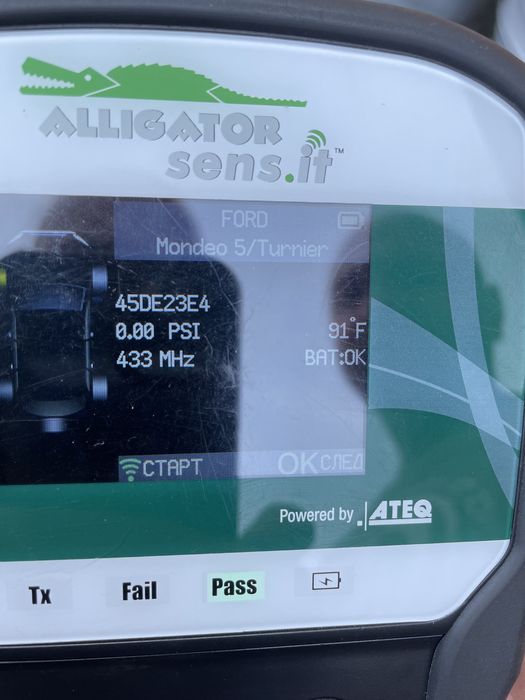 ALLIGATOR
sens.it™
FORD
Mondeo 5/Turnier
45DE23E4
0.00 PSI 91°F
433 MHz BAT:OK
СТАРТ OK СЛЕД
Powered by ATEQ
Tx Fail Pass